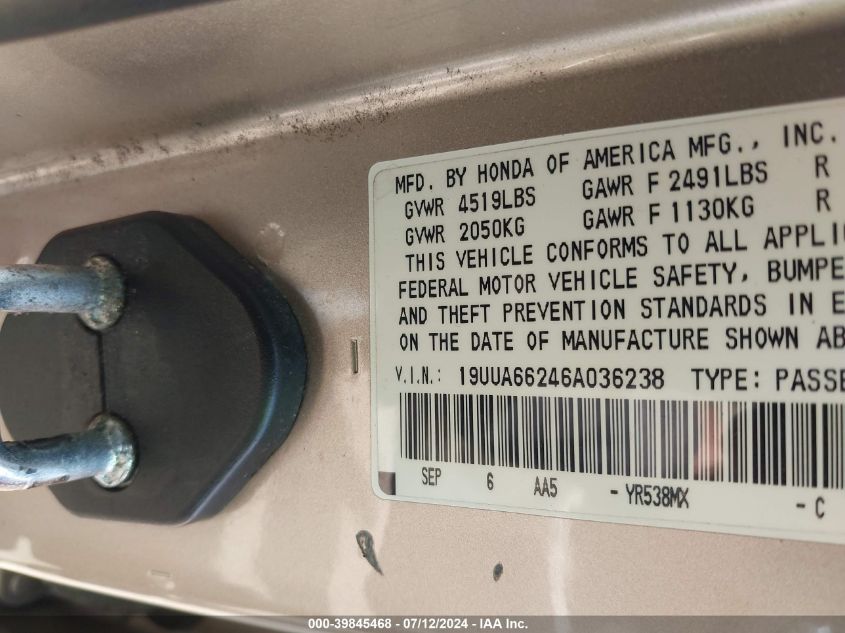 MFD. BY HONDA OF AMERICA MFG., INC.
GVWR 4519LBS GAWR F 2491LBS R
GVWR 2050KG GAWR F 1130KG R
THIS VEHICLE CONFORMS TO ALL APPLI
FEDERAL MOTOR VEHICLE SAFETY, BUMPE
AND THEFT PREVENTION STANDARDS IN E
ON THE DATE OF MANUFACTURE SHOWN AB
V.I.N.: 19UUA66246A036238 TYPE: PASSE
SEP 6 AA5 - YR538MX - C
000-39845468 - 07/12/2024 - IAA Inc.